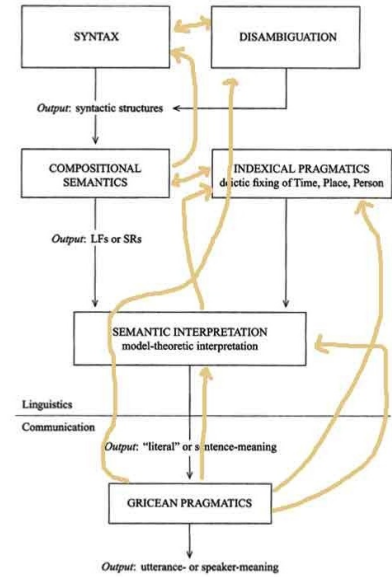 SYNTAX
DISAMBIGUATION
Output: syntactic structures
COMPOSITIONAL
SEMANTICS
INDEXICAL PRAGMATICS
deictic fixing of Time, Place, Person
Output: LFs or SRs
SEMANTIC INTERPRETATION
model-theoretic interpretation
Linguistics
Communication
Output: "literal" or sentence-meaning
GRICEAN PRAGMATICS
Output: utterance- or speaker-meaning